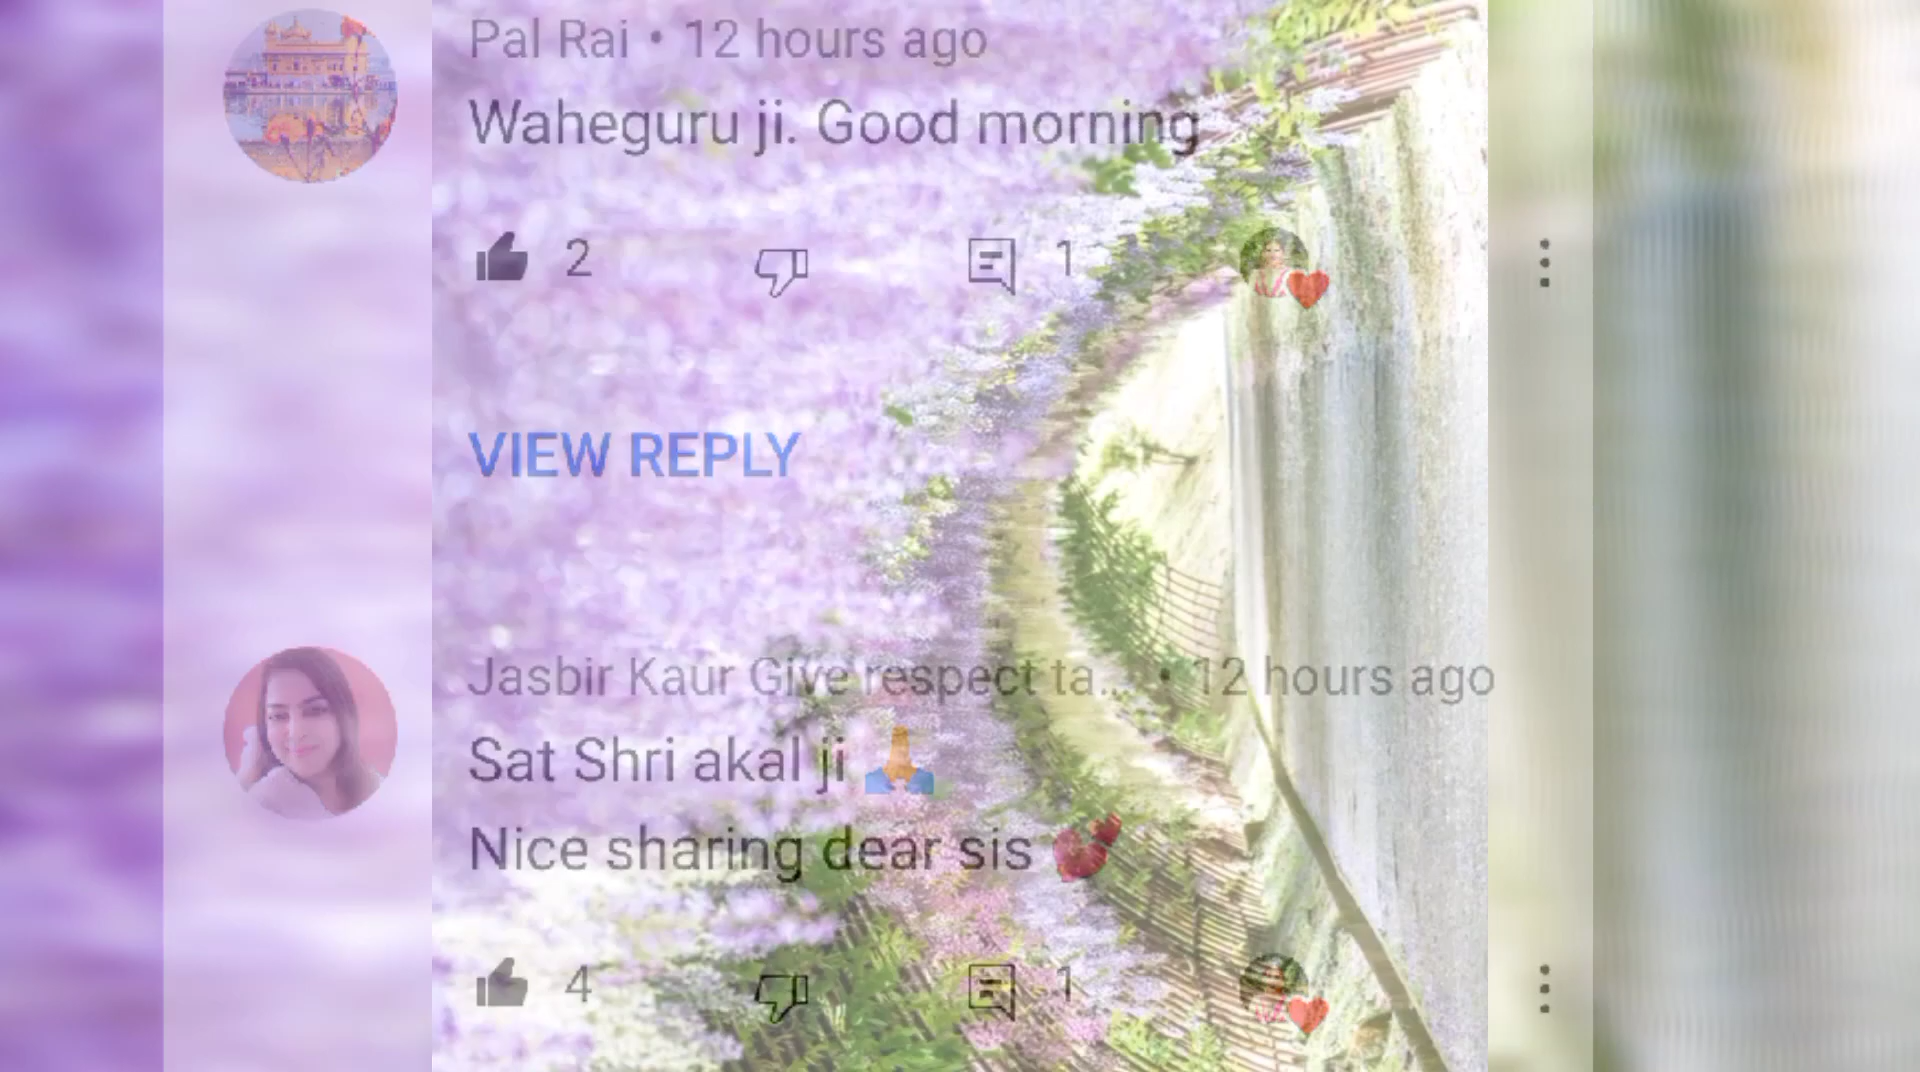 Pal Rai • 12 hours ago
Waheguru ji. Good morning
2
1
VIEW REPLY
Jasbir Kaur Give respect ta... • 12 hours ago
Sat Shri akal ji 🙏
Nice sharing dear sis 💕
4
1